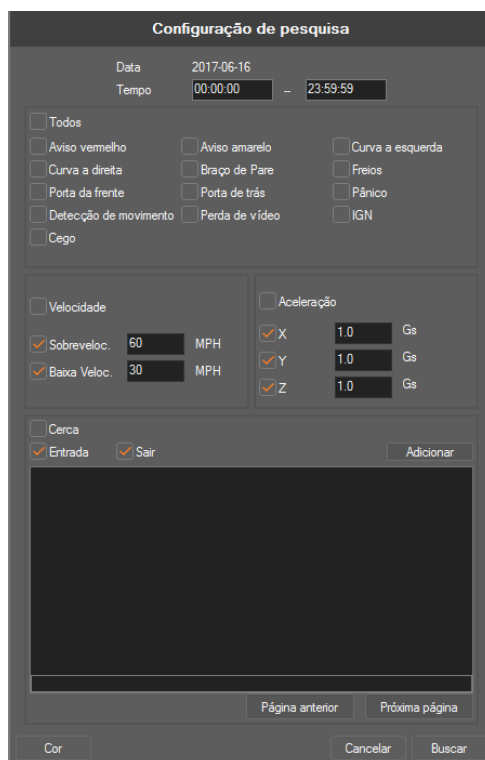 Configuração de pesquisa
Data 2017-06-16
Tempo 00:00:00 -- 23:59:59
Todos
Aviso vermelho Aviso amarelo Curva a esquerda
Curva a direita Braço de Pare Freios
Porta da frente Porta de trás Pânico
Detecção de movimento Perda de vídeo IGN
Cego
Velocidade
Sobreveloc. 60 MPH
Baixa Veloc. 30 MPH
Aceleração
X 1.0 Gs
Y 1.0 Gs
Z 1.0 Gs
Cerca
Entrada Sair Adicionar
Página anterior Próxima página
Cor Cancelar Buscar